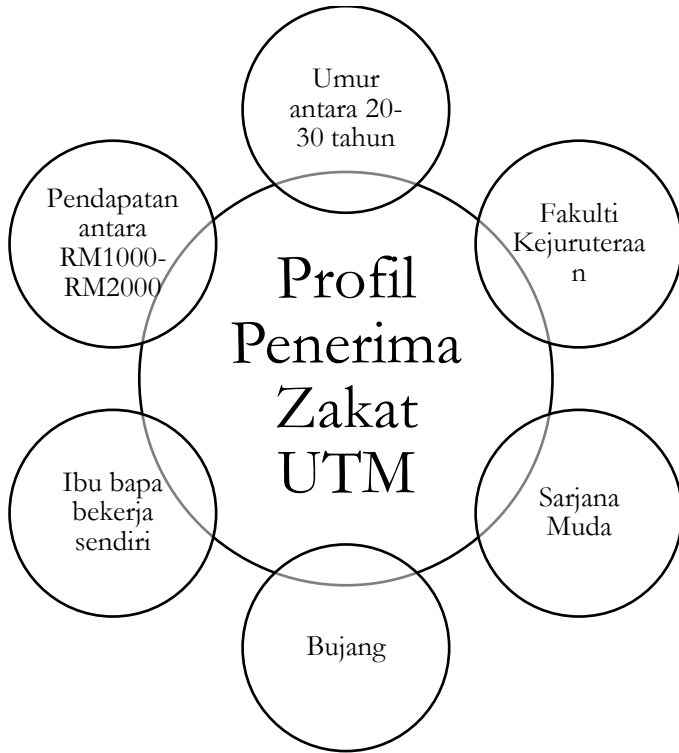 Umur
antara 20-
30 tahun
Fakulti
Kejuruteraa
n
Sarjana
Muda
Bujang
Ibu bapa
bekerja
sendiri
Pendapatan
antara
RM1000-
RM2000
Profil
Penerima
Zakat
UTM